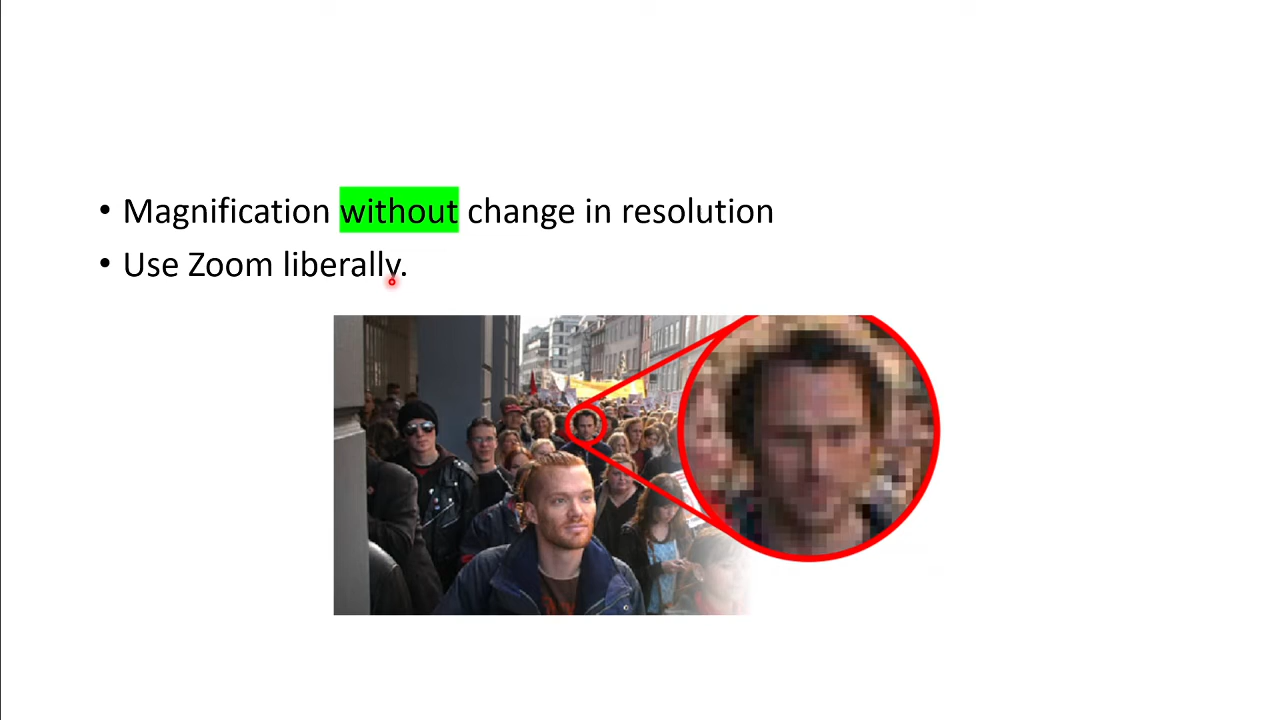 • Magnification without change in resolution
• Use Zoom liberally.